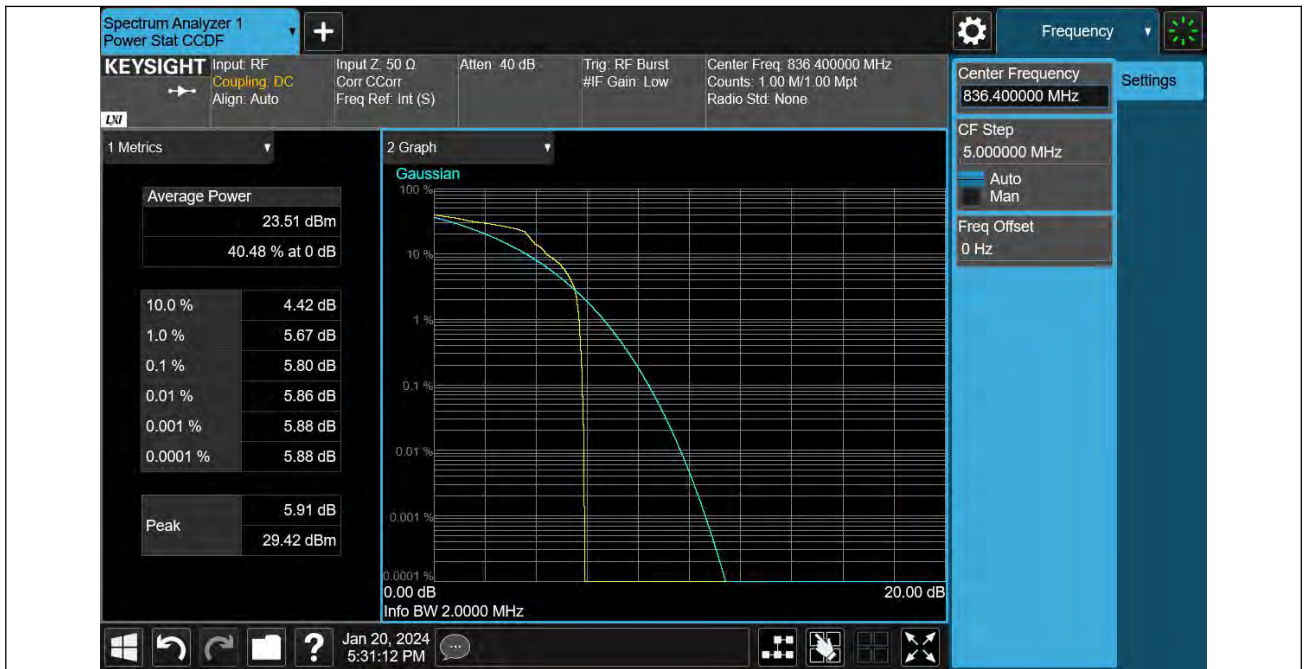 Spectrum Analyzer 1
Power Stat CCDF
Frequency
KEYSIGHT
LXI
Input: RF
Coupling: DC
Align: Auto
Input Z: 50 Ω
Corr CCorr
Freq Ref: Int (S)
Atten: 40 dB
Trig: RF Burst
#IF Gain: Low
Center Freq: 836.400000 MHz
Counts: 1.00 M/1.00 Mpt
Radio Std: None
Center Frequency
836.400000 MHz
Settings
CF Step
5.000000 MHz
Auto
Man
Freq Offset
0 Hz
1 Metrics
Average Power
23.51 dBm
40.48 % at 0 dB
10.0 % 4.42 dB
1.0 % 5.67 dB
0.1 % 5.80 dB
0.01 % 5.86 dB
0.001 % 5.88 dB
0.0001 % 5.88 dB
Peak
5.91 dB
29.42 dBm
2 Graph
Gaussian
100 %
10 %
1 %
0.1 %
0.01 %
0.001 %
0.0001 %
0.00 dB 20.00 dB
Info BW 2.0000 MHz
?
Jan 20, 2024
5:31:12 PM